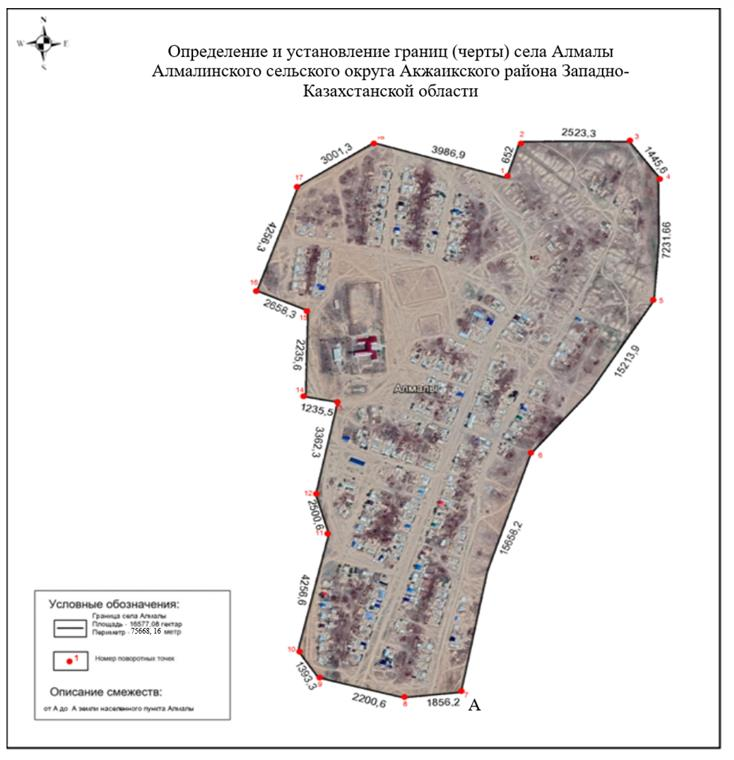 N
W E
S
Определение и установление границ (черты) села Алмалы
Алмалинского сельского округа Акжаикского района Западно-
Казахстанской области
2523,3
2
3
652
1
1445,6
4
3001,3
3986,9
17
7231.66
4256,3
16
2658,3
15
5
2235,6
15213,9
Алмалы
14
1235,5
3362,3
6
12
2500,6
11
15658,2
4256,6
10
1393,3
9
2200,6
8
1856,2
7
А
Условные обозначения:
Граница села Алмалы
Площадь - 16577,08 гектар
Периметр - 75668, 16 метр
1
Номер поворотных точек
Описание смежеств:
от А до А земли населенного пункта Алмалы